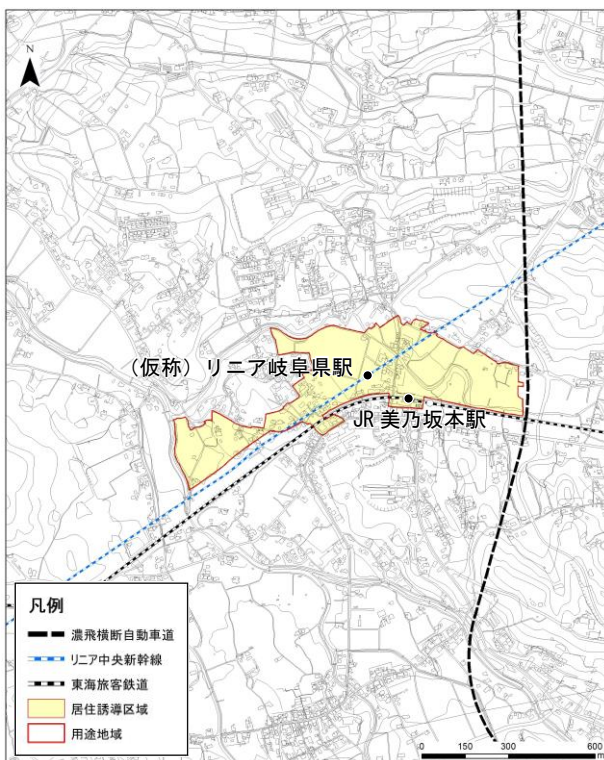 N
（仮称）リニア岐阜県駅
JR 美乃坂本駅
凡例
濃飛横断自動車道
リニア中央新幹線
東海旅客鉄道
居住誘導区域
用途地域
0 150 300 600
m